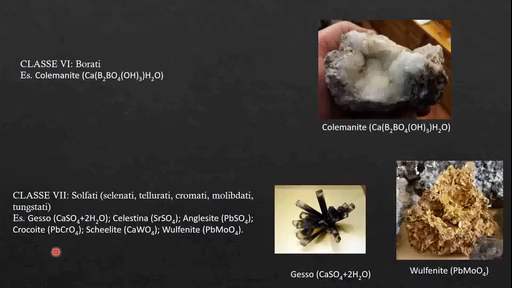 CLASSE VI: Borati
Es. Colemanite (Ca(B₂BO₄(OH)₃)H₂O)
Colemanite (Ca(B₂BO₄(OH)₃)H₂O)
CLASSE VII: Solfati (selenati, tellurati, cromati, molibdati,
tungstati)
Es. Gesso (CaSO₄+2H₂O); Celestina (SrSO₄); Anglesite (PbSO₄);
Crocoite (PbCrO₄); Scheelite (CaWO₄); Wulfenite (PbMoO₄).
Gesso (CaSO₄+2H₂O)
Wulfenite (PbMoO₄)